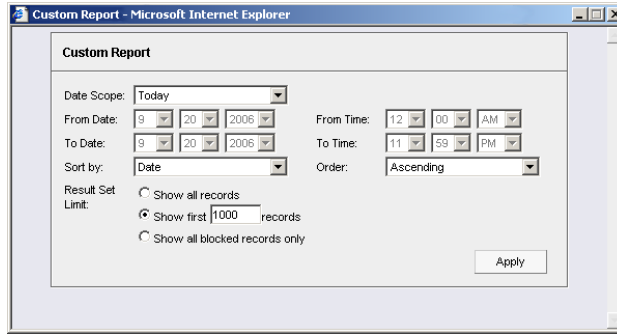 Custom Report - Microsoft Internet Explorer
Custom Report
Date Scope: Today
From Date: 9 20 2006 From Time: 12 00 AM
To Date: 9 20 2006 To Time: 11 59 PM
Sort by: Date Order: Ascending
Result Set Limit:
Show all records
Show first 1000 records
Show all blocked records only
Apply